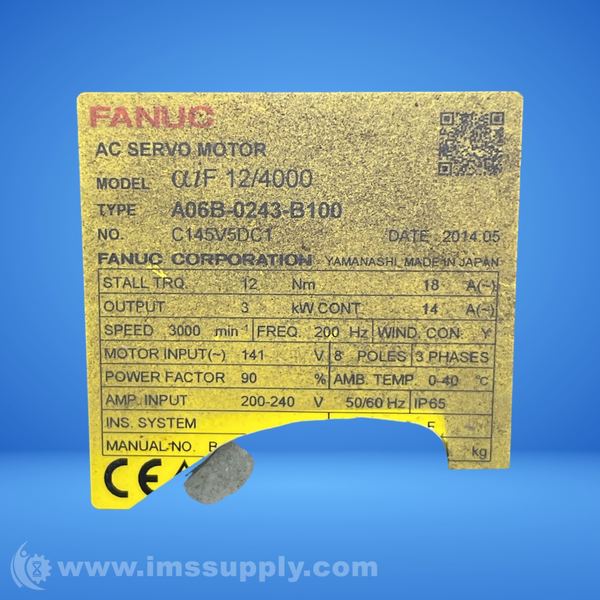 FANUC
AC SERVO MOTOR
MODEL αiF 12/4000
TYPE A06B-0243-B100
NO. C145V5DC1 DATE 2014.05
FANUC CORPORATION YAMANASHI, MADE IN JAPAN
STALL TRQ. 12 Nm 18 A(~)
OUTPUT 3 kW CONT. 14 A(~)
SPEED 3000 min⁻¹ FREQ. 200 Hz WIND. CON. Y
MOTOR INPUT(~) 141 V 8 POLES 3 PHASES
POWER FACTOR 90 % AMB. TEMP. 0-40 °C
AMP. INPUT 200-240 V 50/60 Hz IP65
INS. SYSTEM F
MANUAL NO. B kg
CE
www.imssupply.com